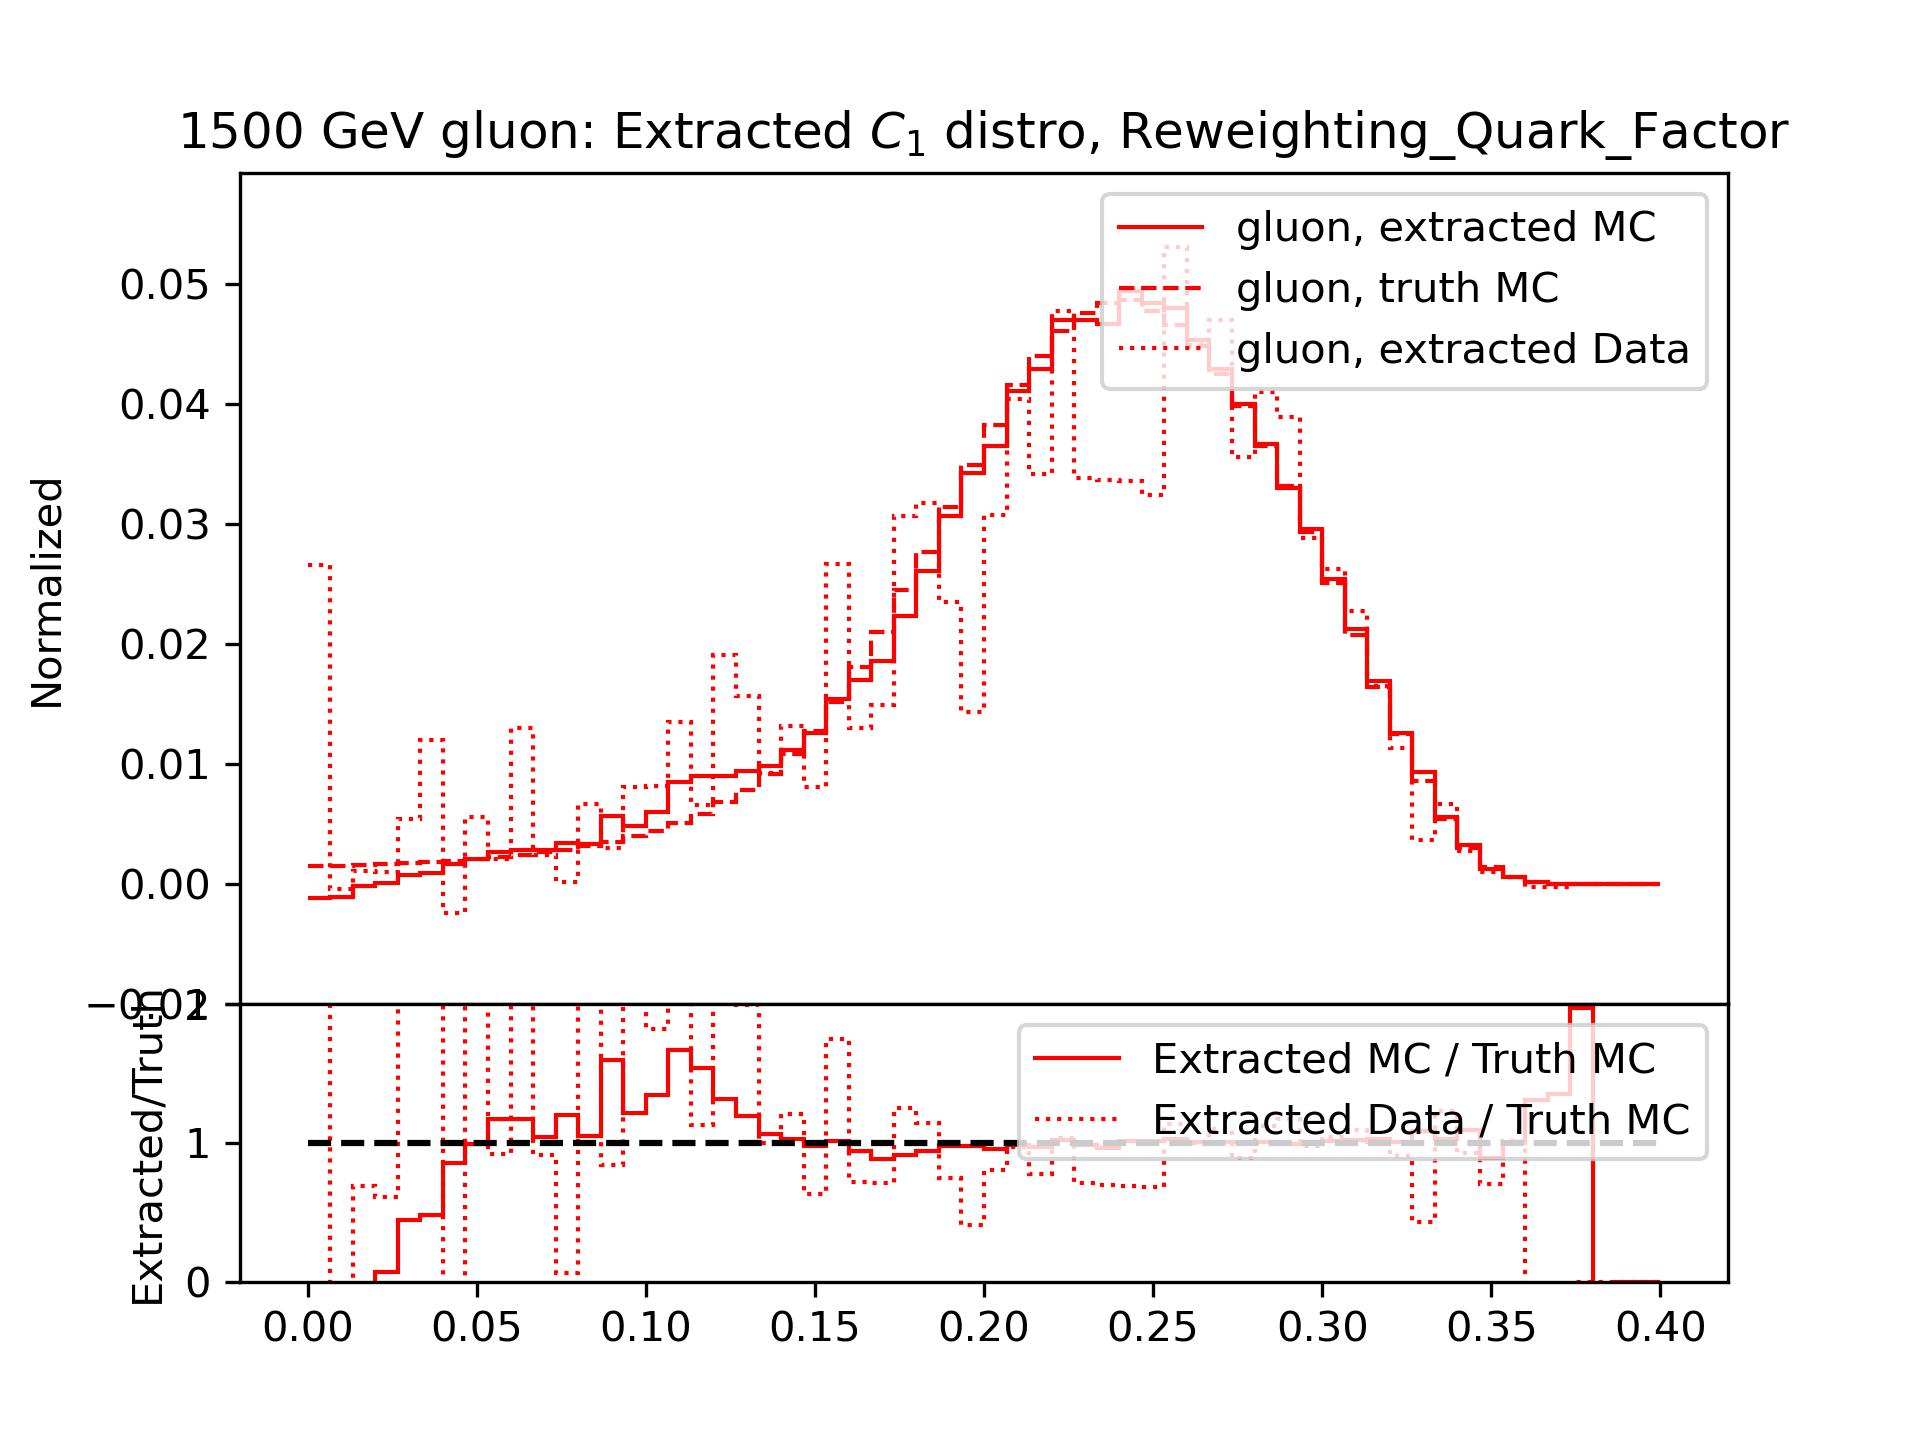 1500 GeV gluon: Extracted C₁ distro, Reweighting_Quark_Factor
gluon, extracted MC
gluon, truth MC
gluon, extracted Data
Normalized
0.05
0.04
0.03
0.02
0.01
0.00
−0.01
Extracted/Truth
2
1
0
Extracted MC / Truth MC
Extracted Data / Truth MC
0.00 0.05 0.10 0.15 0.20 0.25 0.30 0.35 0.40